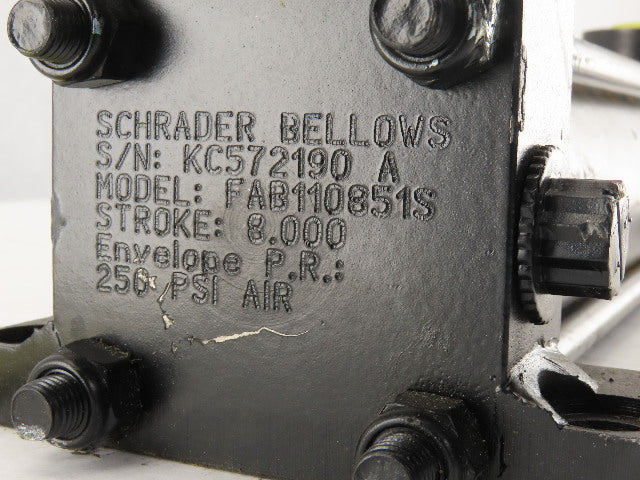 SCHRADER BELLOWS
S/N: KC572190 A
MODEL: FAB110851S
STROKE: 8.000
Envelope P.R.:
250 PSI AIR